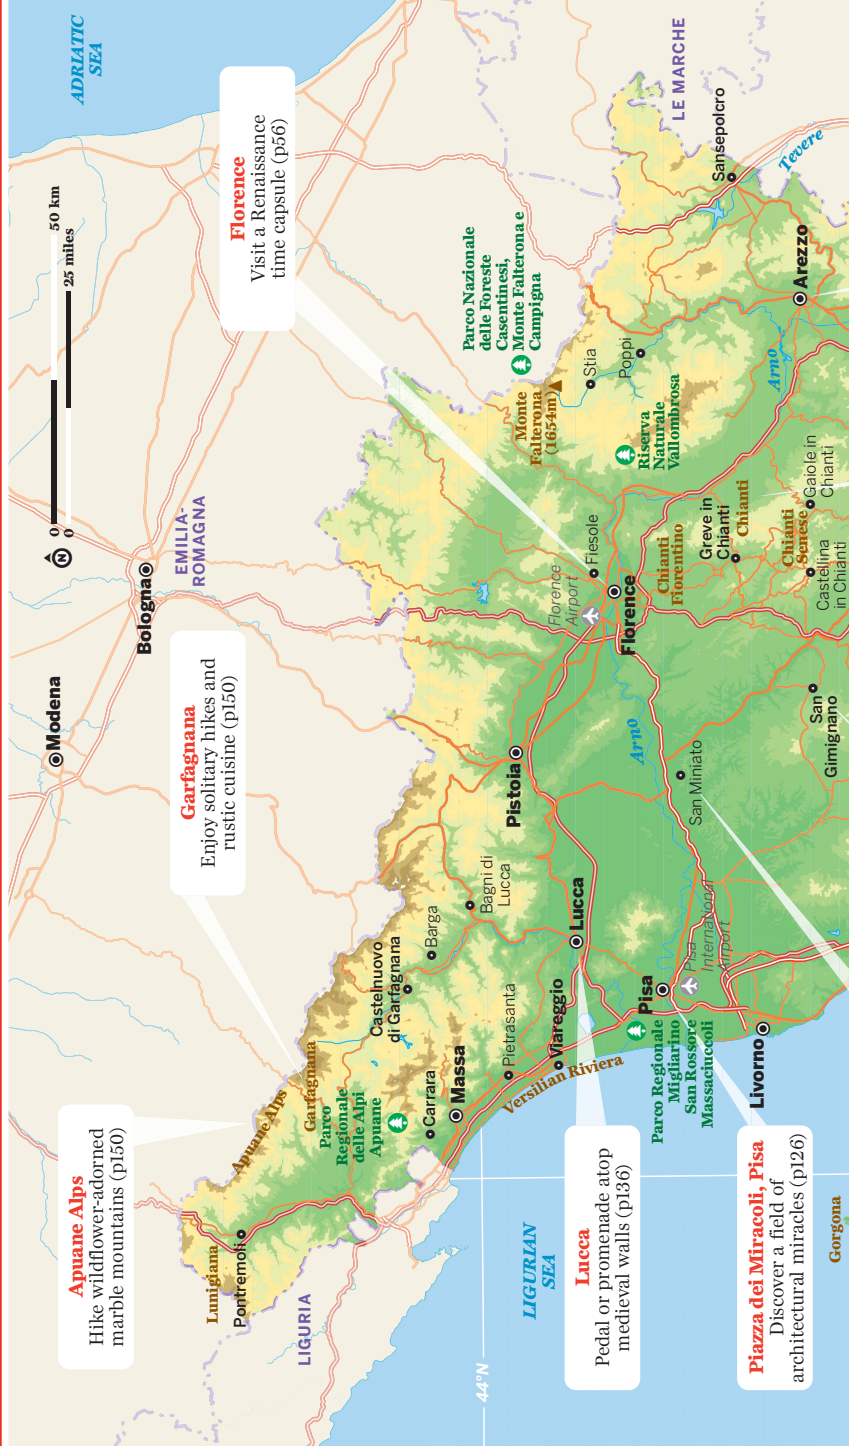 ADRIATIC
SEA
0
50 km
0
25 miles
N
Modena
Bologna
EMILIA-
ROMAGNA
LE MARCHE
Florence
Visit a Renaissance
time capsule (p56)
Garfagnana
Enjoy solitary hikes and
rustic cuisine (p150)
Apuane Alps
Hike wildflower-adorned
marble mountains (p150)
Lunigiana
Pontremoli
LIGURIA
Apuane Alps
Garfagnana
Parco
Regionale
delle Alpi
Apuane
Castelnuovo
di Garfagnana
Barga
Bagni di
Lucca
Carrara
Massa
Pietrasanta
Versilian Riviera
Viareggio
Lucca
Pistoia
Parco Nazionale
delle Foreste
Casentinesi,
Monte Falterona e
Campigna
Monte
Falterona
(1654m)
Stia
Poppi
Riserva
Naturale
Vallombrosa
Sansepolcro
Tevere
Arezzo
Arno
Florence
Airport
Fiesole
Florence
Chianti
Fiorentino
Greve in
Chianti
Chianti
Chianti
Senese
Gaiole in
Chianti
Castellina
in Chianti
San
Gimignano
Arno
San Miniato
Pisa
Pisa
International
Airport
Parco Regionale
Migliarino
San Rossore
Massaciuccoli
Livorno
LIGURIAN
SEA
44°N
Lucca
Pedal or promenade atop
medieval walls (p136)
Piazza dei Miracoli, Pisa
Discover a field of
architectural miracles (p126)
Gorgona